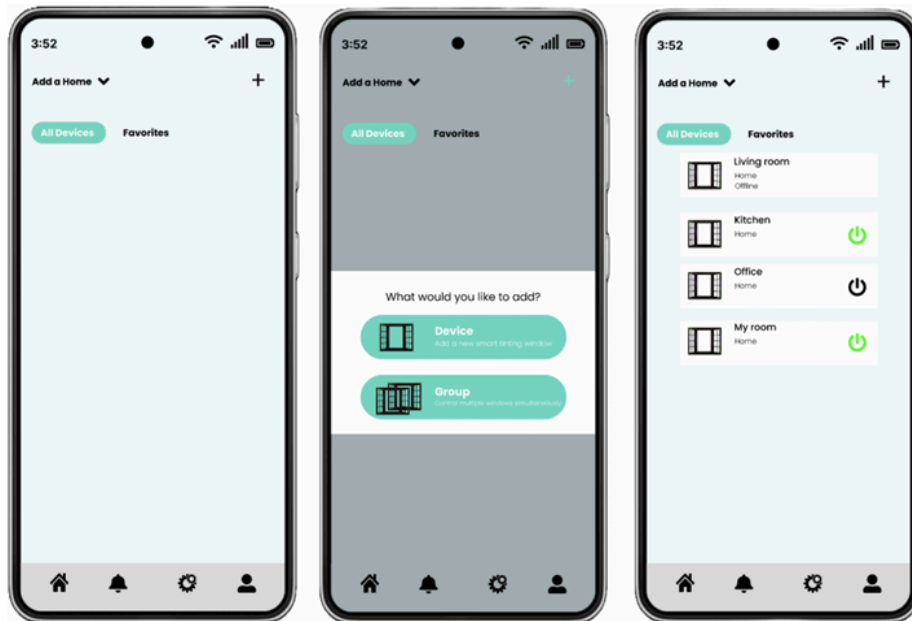 3:52
Add a Home
+
All Devices Favorites
3:52
Add a Home
+
All Devices Favorites
What would you like to add?
Device
Add a new smart tinting window
Group
Control multiple windows simultaneously
3:52
Add a Home
+
All Devices Favorites
Living room
Home
Offline
Kitchen
Home
Office
Home
My room
Home